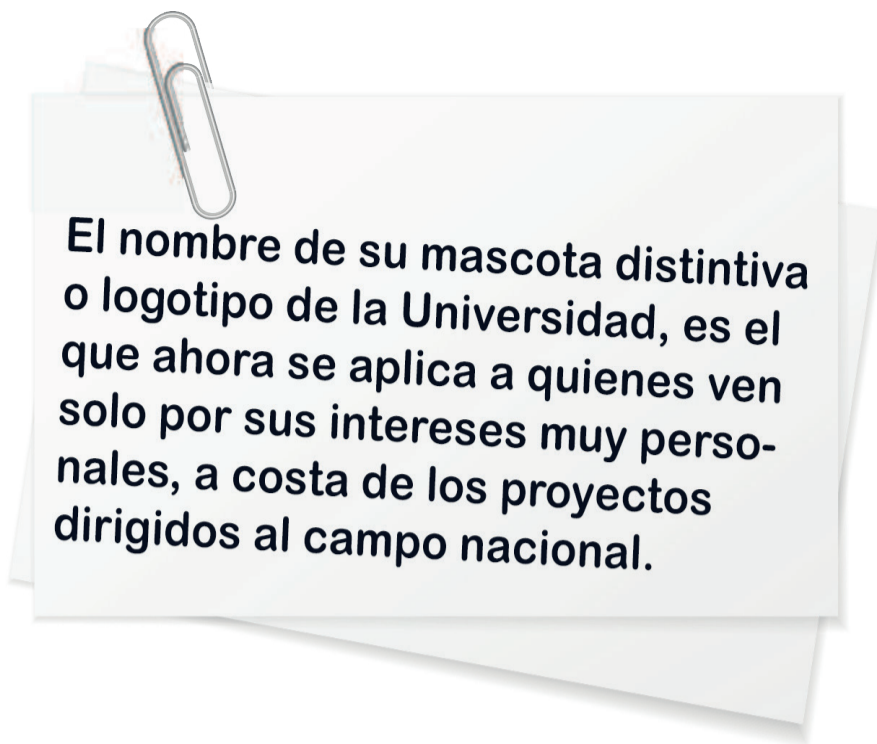 El nombre de su mascota distintiva
o logotipo de la Universidad, es el
que ahora se aplica a quienes ven
solo por sus intereses muy perso-
nales, a costa de los proyectos
dirigidos al campo nacional.